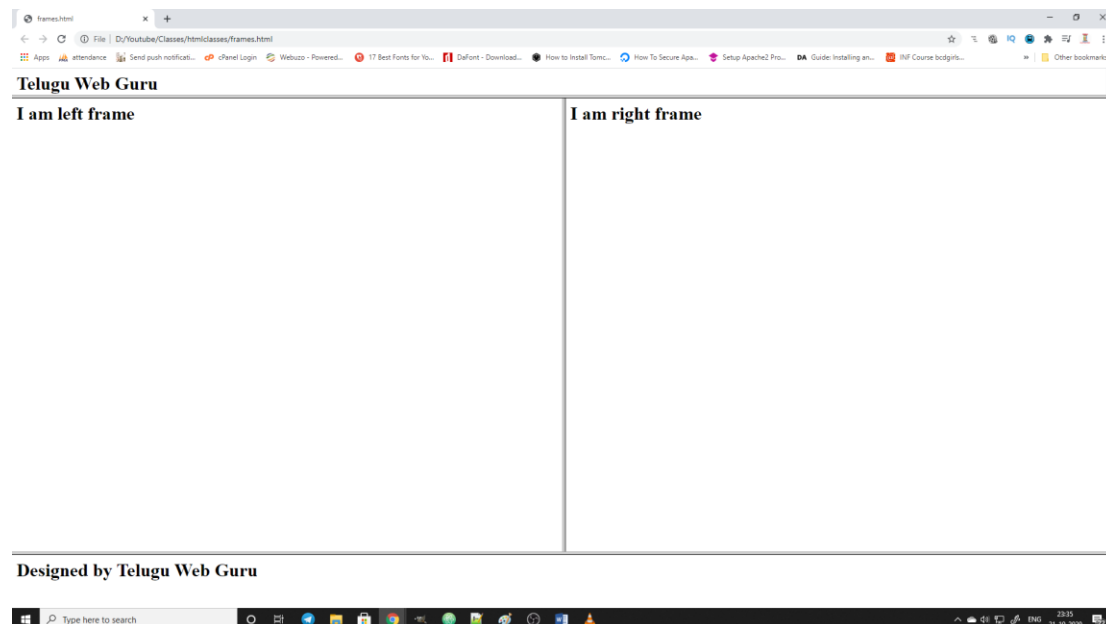 frames.html
File | D:/Youtube/Classes/htmlclasses/frames.html
Apps attendence Send push notificati... cPanel Login Webuzo - Powered... 17 Best Fonts for Yo... DaFont - Download... How to Install Tomc... How To Secure Apa... Setup Apache2 Pro... DA Guide: Installing an... INF Course bcdgirls... » Other bookmarks
Telugu Web Guru
I am left frame
I am right frame
Designed by Telugu Web Guru
Type here to search
ENG
23:35